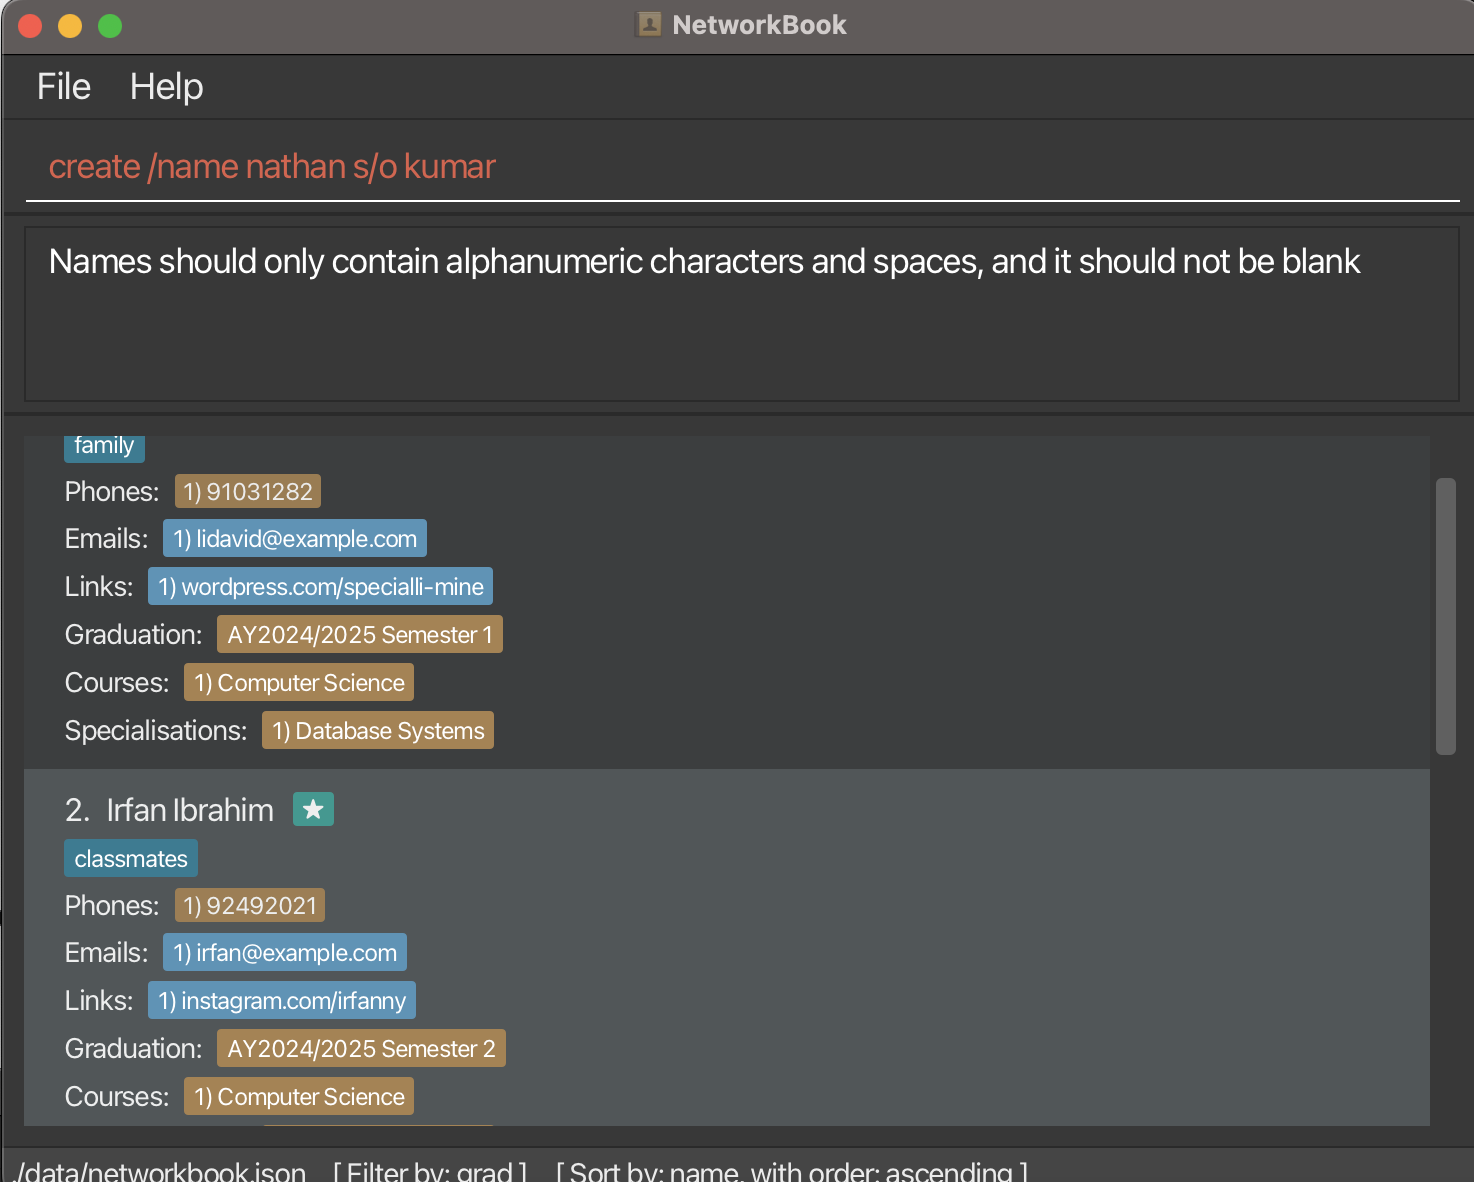 NetworkBook
File Help
create /name nathan s/o kumar
Names should only contain alphanumeric characters and spaces, and it should not be blank
family
Phones: 1) 91031282
Emails: 1) lidavid@example.com
Links: 1) wordpress.com/specialli-mine
Graduation: AY2024/2025 Semester 1
Courses: 1) Computer Science
Specialisations: 1) Database Systems
2. Irfan Ibrahim
classmates
Phones: 1) 92492021
Emails: 1) irfan@example.com
Links: 1) instagram.com/irfanny
Graduation: AY2024/2025 Semester 2
Courses: 1) Computer Science
./data/networkbook.json [ Filter by: grad ] [ Sort by: name, with order: ascending ]